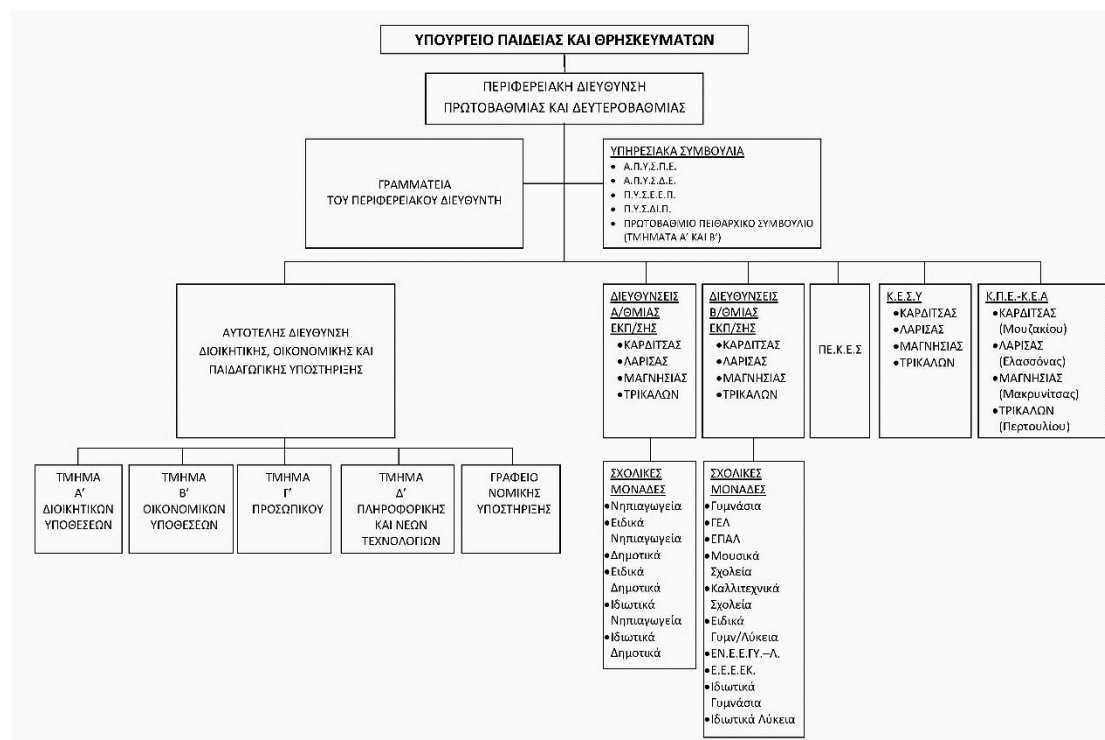 ΥΠΟΥΡΓΕΙΟ ΠΑΙΔΕΙΑΣ ΚΑΙ ΘΡΗΣΚΕΥΜΑΤΩΝ
ΠΕΡΙΦΕΡΕΙΑΚΗ ΔΙΕΥΘΥΝΣΗ
ΠΡΩΤΟΒΑΘΜΙΑΣ ΚΑΙ ΔΕΥΤΕΡΟΒΑΘΜΙΑΣ
ΓΡΑΜΜΑΤΕΙΑ
ΤΟΥ ΠΕΡΙΦΕΡΕΙΑΚΟΥ ΔΙΕΥΘΥΝΤΗ
ΥΠΗΡΕΣΙΑΚΑ ΣΥΜΒΟΥΛΙΑ
• Α.Π.Υ.Σ.Π.Ε.
• Α.Π.Υ.Σ.Δ.Ε.
• Π.Υ.Σ.Ε.Ε.Π.
• Π.Υ.Σ.ΔΙ.Π.
• ΠΡΩΤΟΒΑΘΜΙΟ ΠΕΙΘΑΡΧΙΚΟ ΣΥΜΒΟΥΛΙΟ
(ΤΜΗΜΑΤΑ Α’ ΚΑΙ Β’)
ΑΥΤΟΤΕΛΗΣ ΔΙΕΥΘΥΝΣΗ
ΔΙΟΙΚΗΤΙΚΗΣ, ΟΙΚΟΝΟΜΙΚΗΣ ΚΑΙ
ΠΑΙΔΑΓΩΓΙΚΗΣ ΥΠΟΣΤΗΡΙΞΗΣ
ΔΙΕΥΘΥΝΣΕΙΣ
Α/ΘΜΙΑΣ
ΕΚΠ/ΣΗΣ
•ΚΑΡΔΙΤΣΑΣ
•ΛΑΡΙΣΑΣ
•ΜΑΓΝΗΣΙΑΣ
•ΤΡΙΚΑΛΩΝ
ΔΙΕΥΘΥΝΣΕΙΣ
Β/ΘΜΙΑΣ
ΕΚΠ/ΣΗΣ
•ΚΑΡΔΙΤΣΑΣ
•ΛΑΡΙΣΑΣ
•ΜΑΓΝΗΣΙΑΣ
•ΤΡΙΚΑΛΩΝ
ΠΕ.Κ.Ε.Σ
Κ.Ε.Σ.Υ
•ΚΑΡΔΙΤΣΑΣ
•ΛΑΡΙΣΑΣ
•ΜΑΓΝΗΣΙΑΣ
•ΤΡΙΚΑΛΩΝ
Κ.Π.Ε.-Κ.Ε.Α
•ΚΑΡΔΙΤΣΑΣ
(Μουζακίου)
•ΛΑΡΙΣΑΣ
(Ελασσόνας)
•ΜΑΓΝΗΣΙΑΣ
(Μακρυνίτσας)
•ΤΡΙΚΑΛΩΝ
(Περτουλίου)
ΤΜΗΜΑ
Α’
ΔΙΟΙΚΗΤΙΚΩΝ
ΥΠΟΘΕΣΕΩΝ
ΤΜΗΜΑ
Β’
ΟΙΚΟΝΟΜΙΚΩΝ
ΥΠΟΘΕΣΕΩΝ
ΤΜΗΜΑ
Γ’
ΠΡΟΣΩΠΙΚΟΥ
ΤΜΗΜΑ
Δ’
ΠΛΗΡΟΦΟΡΙΚΗΣ
ΚΑΙ ΝΕΩΝ
ΤΕΧΝΟΛΟΓΙΩΝ
ΓΡΑΦΕΙΟ
ΝΟΜΙΚΗΣ
ΥΠΟΣΤΗΡΙΞΗΣ
ΣΧΟΛΙΚΕΣ
ΜΟΝΑΔΕΣ
•Νηπιαγωγεία
•Ειδικά
Νηπιαγωγεία
•Δημοτικά
•Ειδικά
Δημοτικά
•Ιδιωτικά
Νηπιαγωγεία
•Ιδιωτικά
Δημοτικά
ΣΧΟΛΙΚΕΣ
ΜΟΝΑΔΕΣ
•Γυμνάσια
•ΓΕΛ
•ΕΠΑΛ
•Μουσικά
Σχολεία
•Καλλιτεχνικά
Σχολεία
•Ειδικά
Γυμν/Λύκεια
•ΕΝ.Ε.Ε.ΓΥ.–Λ.
•Ε.Ε.Ε.ΕΚ.
•Ιδιωτικά
Γυμνάσια
•Ιδιωτικά Λύκεια